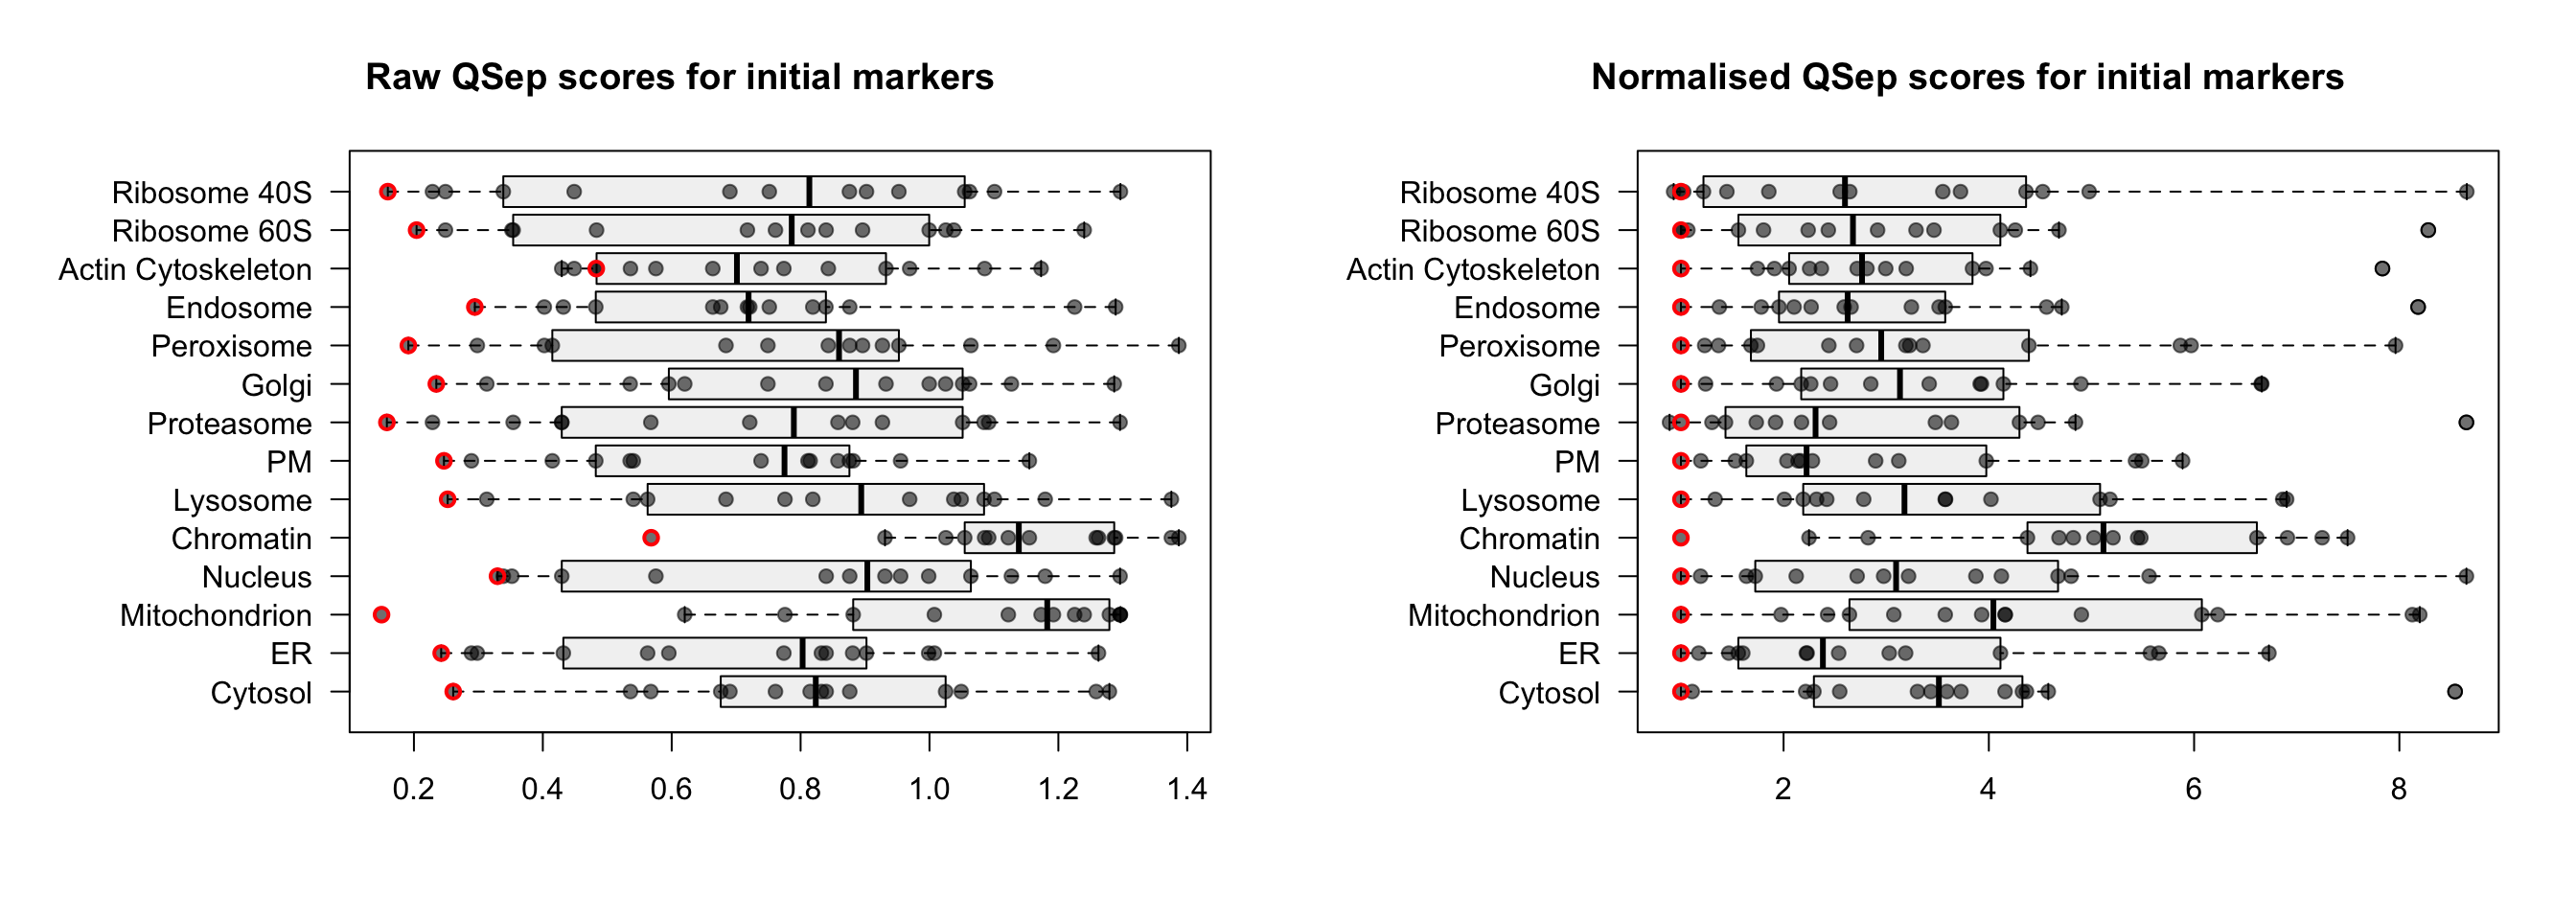 Raw QSep scores for initial markers
Ribosome 40S
Ribosome 60S
Actin Cytoskeleton
Endosome
Peroxisome
Golgi
Proteasome
PM
Lysosome
Chromatin
Nucleus
Mitochondrion
ER
Cytosol
0.2 0.4 0.6 0.8 1.0 1.2 1.4
Normalised QSep scores for initial markers
Ribosome 40S
Ribosome 60S
Actin Cytoskeleton
Endosome
Peroxisome
Golgi
Proteasome
PM
Lysosome
Chromatin
Nucleus
Mitochondrion
ER
Cytosol
2 4 6 8